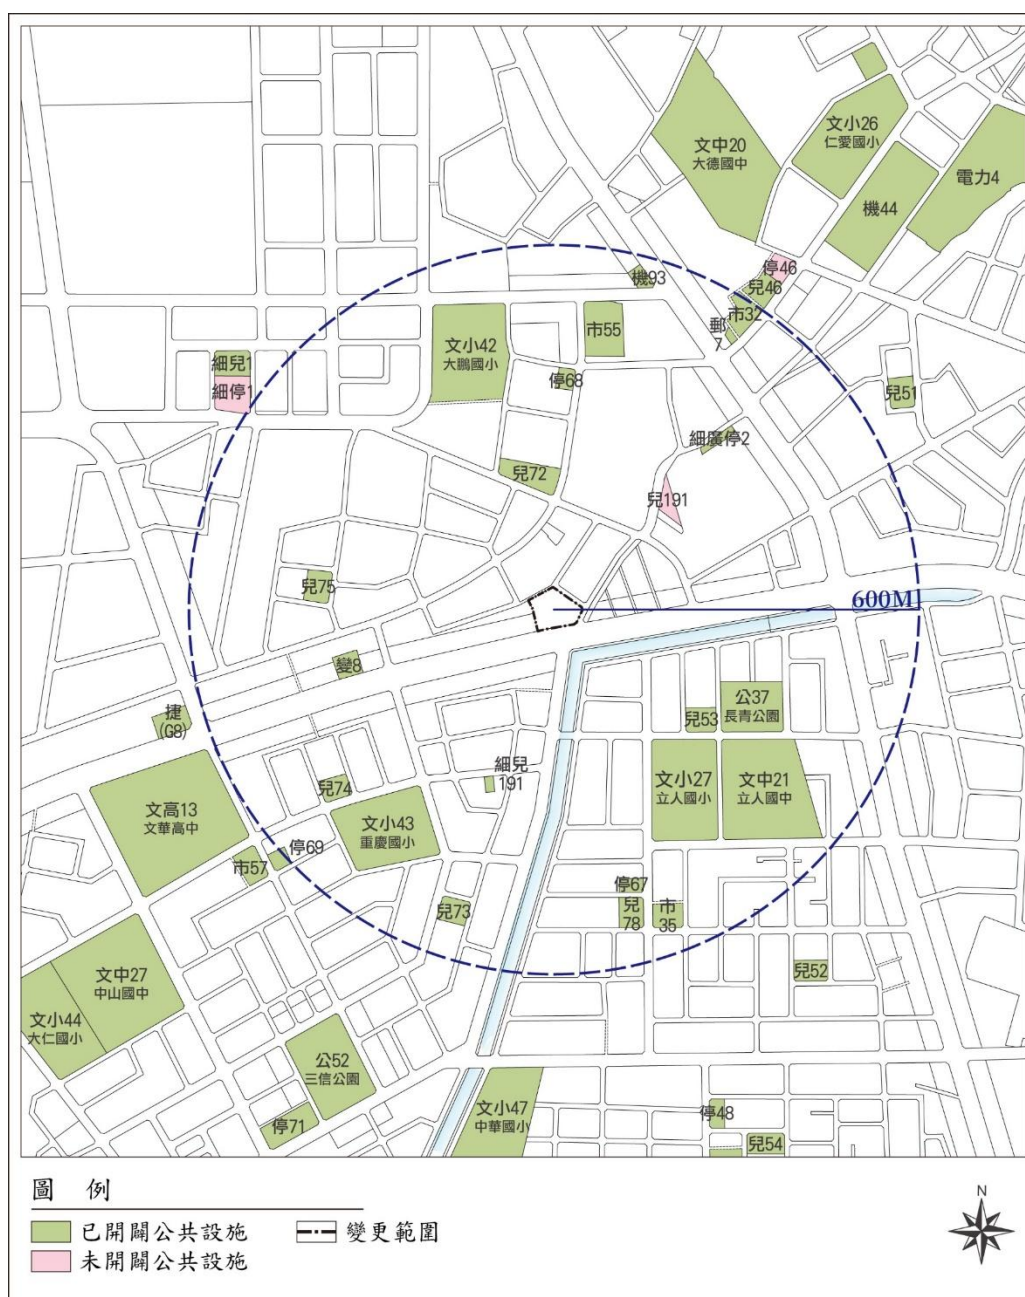 文小26
仁愛國小
文中20
大德國中
電力4
機44
停46
機93
兒46
市32
郵
7
市55
文小42
大鵬國小
細兒1
停68
細停1
兒51
細廣停2
兒72
兒191
兒75
600M
變8
公37
長青公園
捷
(G8)
兒53
細兒
191
文小27
立人國小
文中21
立人國中
兒74
文高13
文華高中
文小43
重慶國小
停69
市57
停67
兒73
兒
78
市
35
兒52
文中27
中山國中
文小44
大仁國小
公52
三信公園
文小47
中華國小
停48
停71
兒54
圖 例
已開闢公共設施
變更範圍
未開闢公共設施
N